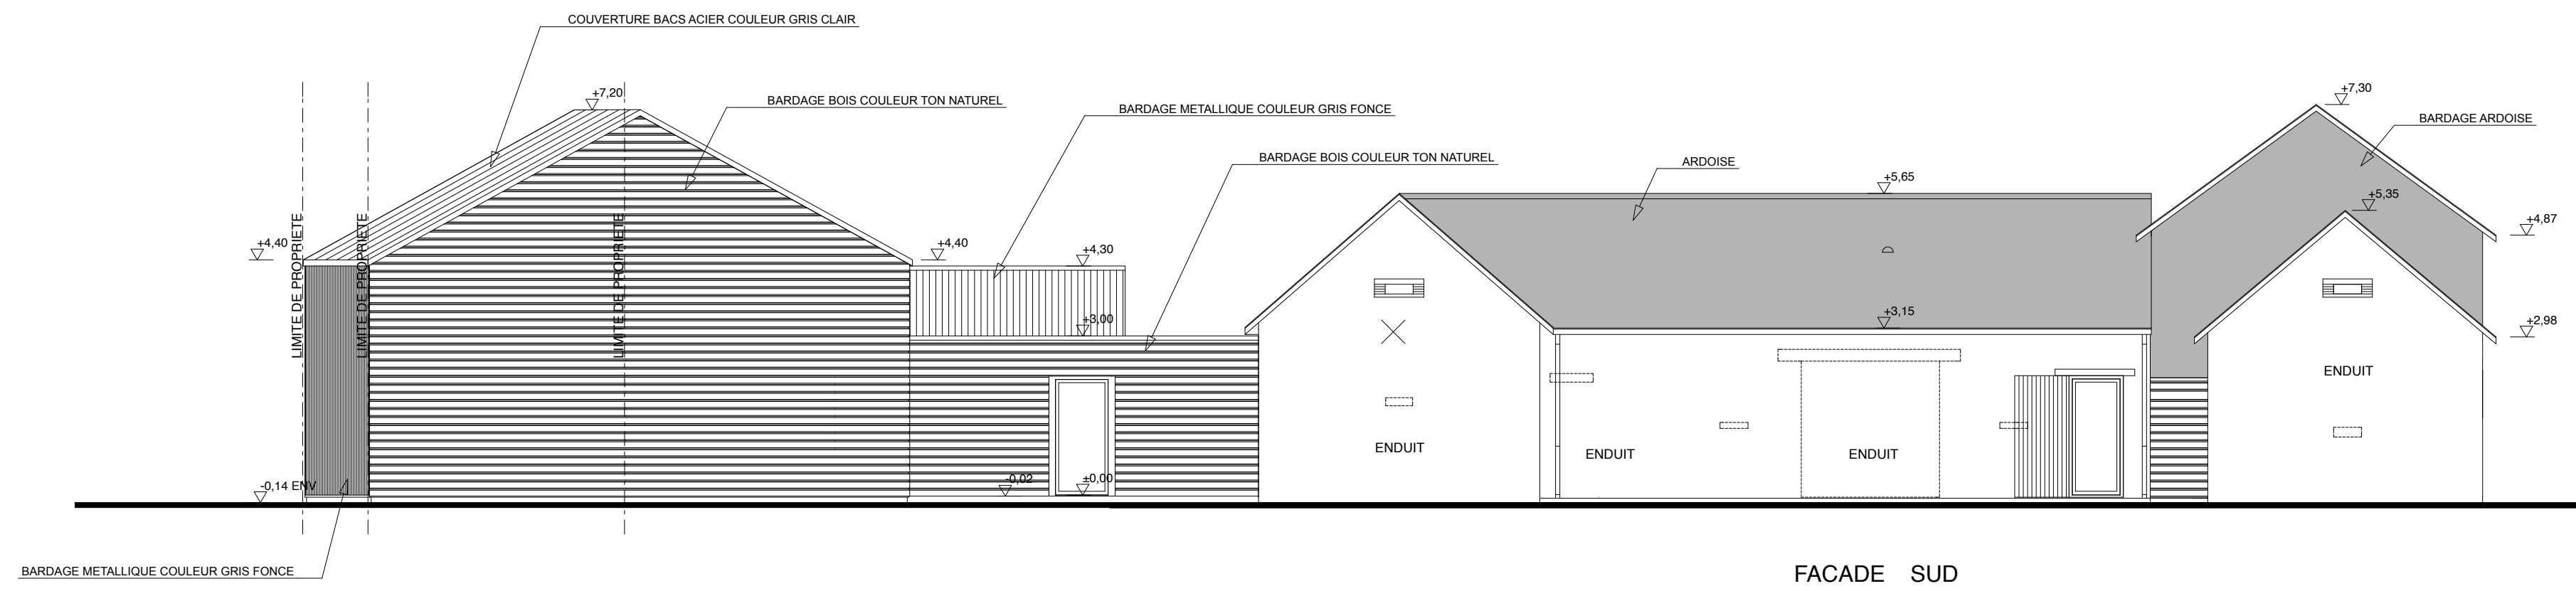 COUVERTURE BACS ACIER COULEUR GRIS CLAIR
+7,20
BARDAGE BOIS COULEUR TON NATUREL
BARDAGE METALLIQUE COULEUR GRIS FONCE
BARDAGE BOIS COULEUR TON NATUREL
ARDOISE
+7,30
BARDAGE ARDOISE
+5,65
+5,35
+4,87
+4,40
LIMITE DE PROPRIETE
LIMITE DE PROPRIETE
LIMITE DE PROPRIETE
+4,40
+4,30
+3,00
+3,15
+2,98
ENDUIT
ENDUIT
ENDUIT
ENDUIT
-0,14 ENV
-0,02
±0,00
BARDAGE METALLIQUE COULEUR GRIS FONCE
FACADE SUD